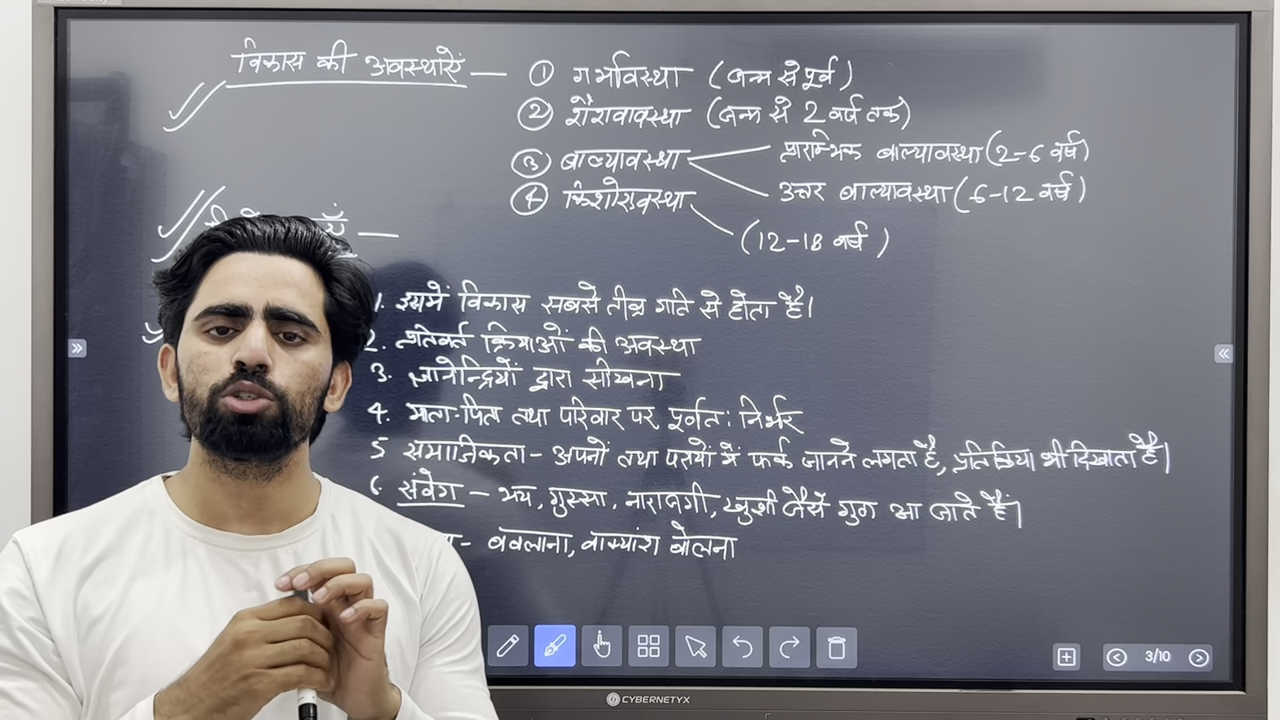 विकास की अवस्थाऐं — ① गर्भावस्था (जन्म से पूर्व)
② शैशवावस्था (जन्म से 2 वर्ष तक)
③ बाल्यावस्था प्रारम्भिक बाल्यावस्था (2-6 वर्ष)
उत्तर बाल्यावस्था (6-12 वर्ष)
④ किशोरावस्था
(12-18 वर्ष)
1. इसमें विकास सबसे तीव्र गति से होता है।
2. प्रतिवर्त क्रियाओं की अवस्था
3. ज्ञानेन्द्रियों द्वारा सीखना
4. माता-पिता तथा परिवार पर पूर्णतः निर्भर
5 समाजिकता - अपनों तथा परायों में फर्क जानने लगता है, प्रतिक्रिया भी दिखाता है।
6. संवेग - भय, गुस्सा, नाराजगी, खुशी जैसे गुण आ जाते हैं।
- बबलाना, वाक्यांश बोलना
3/10
CYBERNETYX